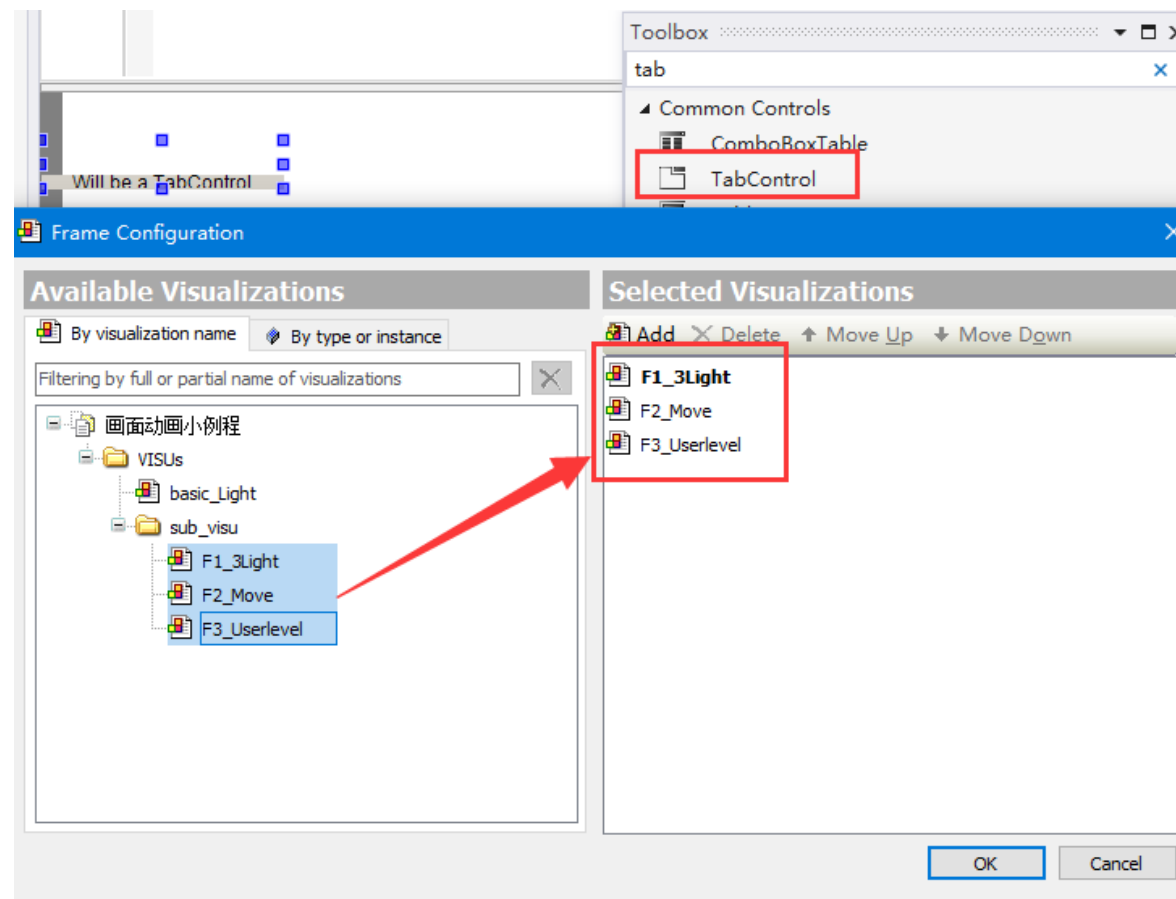 Toolbox
tab
Common Controls
ComboBoxTable
TabControl
Will be a TabControl
Frame Configuration
Available Visualizations
Selected Visualizations
By visualization name
By type or instance
Add Delete Move Up Move Down
Filtering by full or partial name of visualizations
F1_3Light
F2_Move
F3_Userlevel
画面动画小例程
VISUs
basic_Light
sub_visu
F1_3Light
F2_Move
F3_Userlevel
OK
Cancel